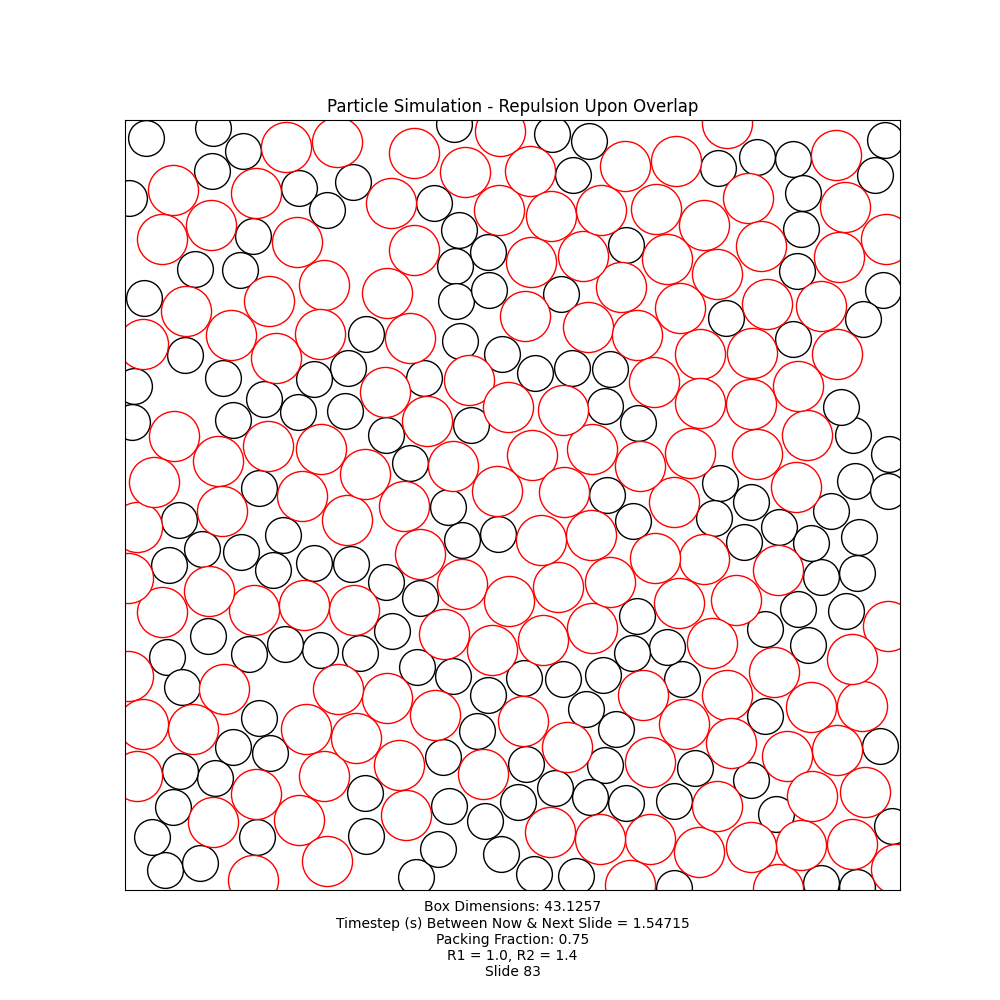 Particle Simulation - Repulsion Upon Overlap
Box Dimensions: 43.1257
Timestep (s) Between Now & Next Slide = 1.54715
Packing Fraction: 0.75
R1 = 1.0, R2 = 1.4
Slide 83